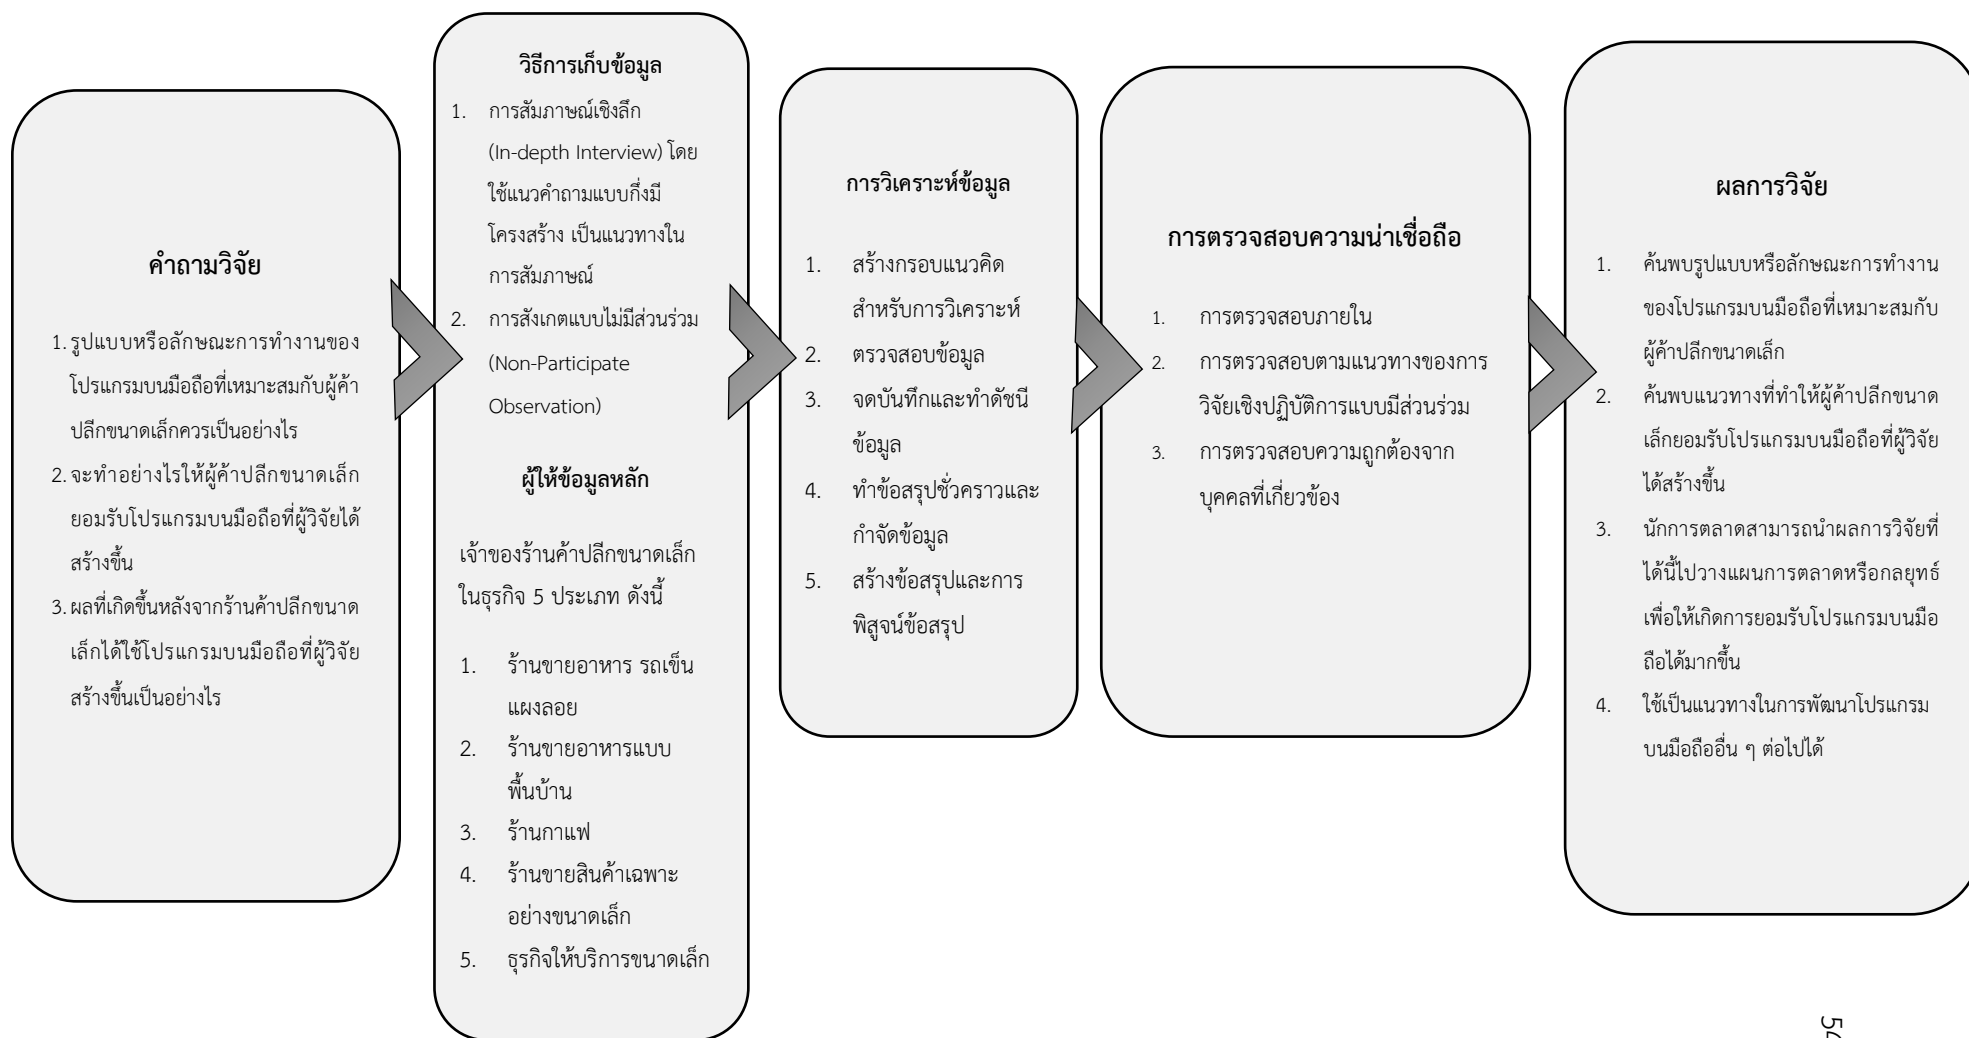 คำถามวิจัย
1. รูปแบบหรือลักษณะการทำงานของ
โปรแกรมบนมือถือที่เหมาะสมกับผู้ค้า
ปลีกขนาดเล็กควรเป็นอย่างไร
2. จะทำอย่างไรให้ผู้ค้าปลีกขนาดเล็ก
ยอมรับโปรแกรมบนมือถือที่ผู้วิจัยได้
สร้างขึ้น
3. ผลที่เกิดขึ้นหลังจากร้านค้าปลีกขนาด
เล็กได้ใช้โปรแกรมบนมือถือที่ผู้วิจัย
สร้างขึ้นเป็นอย่างไร
วิธีการเก็บข้อมูล
1. การสัมภาษณ์เชิงลึก
(In-depth Interview) โดย
ใช้แนวคำถามแบบกึ่งมี
โครงสร้าง เป็นแนวทางใน
การสัมภาษณ์
2. การสังเกตแบบไม่มีส่วนร่วม
(Non-Participate
Observation)
ผู้ให้ข้อมูลหลัก
เจ้าของร้านค้าปลีกขนาดเล็ก
ในธุรกิจ 5 ประเภท ดังนี้
1. ร้านขายอาหาร รถเข็น
แผงลอย
2. ร้านขายอาหารแบบ
พื้นบ้าน
3. ร้านกาแฟ
4. ร้านขายสินค้าเฉพาะ
อย่างขนาดเล็ก
5. ธุรกิจให้บริการขนาดเล็ก
การวิเคราะห์ข้อมูล
1. สร้างกรอบแนวคิด
สำหรับการวิเคราะห์
2. ตรวจสอบข้อมูล
3. จดบันทึกและทำดัชนี
ข้อมูล
4. ทำข้อสรุปชั่วคราวและ
กำจัดข้อมูล
5. สร้างข้อสรุปและการ
พิสูจน์ข้อสรุป
การตรวจสอบความน่าเชื่อถือ
1. การตรวจสอบภายใน
2. การตรวจสอบตามแนวทางของการ
วิจัยเชิงปฏิบัติการแบบมีส่วนร่วม
3. การตรวจสอบความถูกต้องจาก
บุคคลที่เกี่ยวข้อง
ผลการวิจัย
1. ค้นพบรูปแบบหรือลักษณะการทำงาน
ของโปรแกรมบนมือถือที่เหมาะสมกับ
ผู้ค้าปลีกขนาดเล็ก
2. ค้นพบแนวทางที่ทำให้ผู้ค้าปลีกขนาด
เล็กยอมรับโปรแกรมบนมือถือที่ผู้วิจัย
ได้สร้างขึ้น
3. นักการตลาดสามารถนำผลการวิจัยที่
ได้นี้ไปวางแผนการตลาดหรือกลยุทธ์
เพื่อให้เกิดการยอมรับโปรแกรมบนมือ
ถือได้มากขึ้น
4. ใช้เป็นแนวทางในการพัฒนาโปรแกรม
บนมือถืออื่น ๆ ต่อไปได้